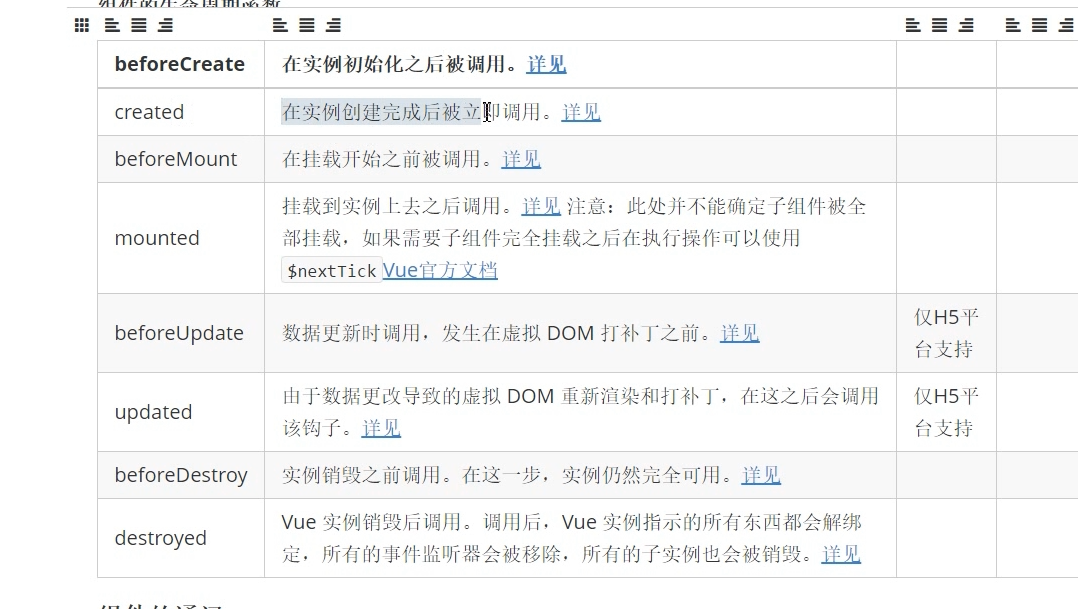 组件的生命周期函数
beforeCreate 在实例初始化之后被调用。详见
created 在实例创建完成后被立即调用。详见
beforeMount 在挂载开始之前被调用。详见
mounted 挂载到实例上去之后调用。详见 注意：此处并不能确定子组件被全
部挂载，如果需要子组件完全挂载之后在执行操作可以使用
$nextTick Vue官方文档
beforeUpdate 数据更新时调用，发生在虚拟 DOM 打补丁之前。详见 仅H5平
台支持
updated 由于数据更改导致的虚拟 DOM 重新渲染和打补丁，在这之后会调用
该钩子。详见 仅H5平
台支持
beforeDestroy 实例销毁之前调用。在这一步，实例仍然完全可用。详见
destroyed Vue 实例销毁后调用。调用后，Vue 实例指示的所有东西都会解绑
定，所有的事件监听器会被移除，所有的子实例也会被销毁。详见